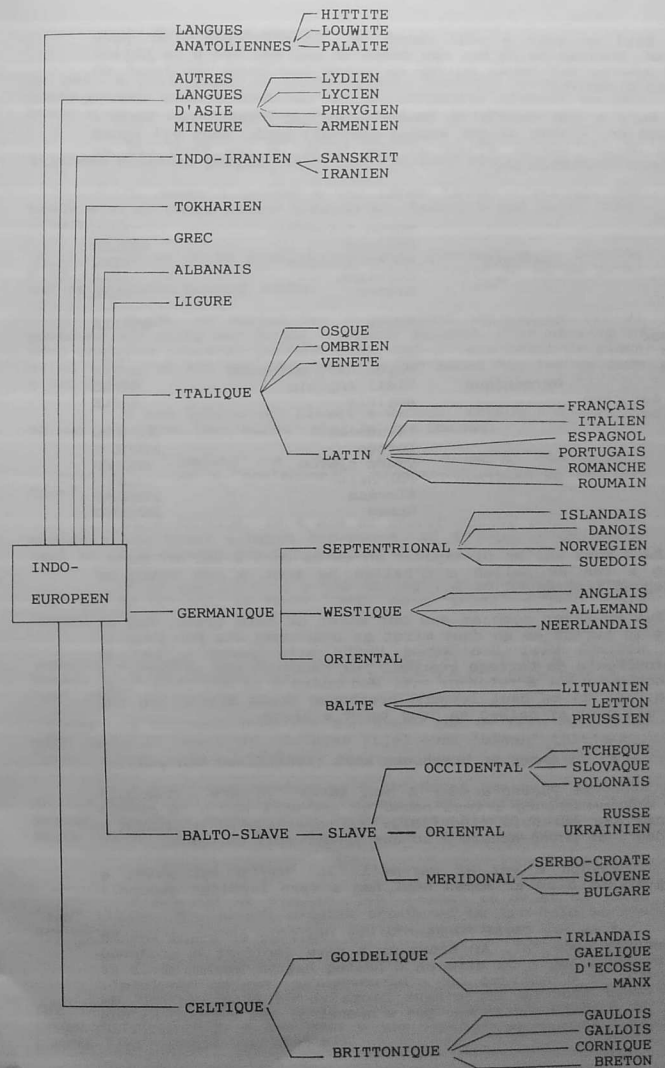 HITTITE
LANGUES LOUWITE
ANATOLIENNES PALAITE
AUTRES LYDIEN
LANGUES LYCIEN
D'ASIE PHRYGIEN
MINEURE ARMENIEN
INDO-IRANIEN SANSKRIT
IRANIEN
TOKHARIEN
GREC
ALBANAIS
LIGURE
OSQUE
OMBRIEN
VENETE
ITALIQUE
FRANÇAIS
ITALIEN
ESPAGNOL
LATIN PORTUGAIS
ROMANCHE
ROUMAIN
ISLANDAIS
DANOIS
SEPTENTRIONAL NORVEGIEN
SUEDOIS
INDO-
EUROPEEN
ANGLAIS
GERMANIQUE WESTIQUE ALLEMAND
NEERLANDAIS
ORIENTAL
LITUANIEN
BALTE LETTON
PRUSSIEN
TCHEQUE
OCCIDENTAL SLOVAQUE
POLONAIS
RUSSE
BALTO-SLAVE SLAVE ORIENTAL UKRAINIEN
SERBO-CROATE
MERIDONAL SLOVENE
BULGARE
IRLANDAIS
GOIDELIQUE GAELIQUE
D'ECOSSE
MANX
CELTIQUE
GAULOIS
GALLOIS
BRITTONIQUE CORNIQUE
BRETON